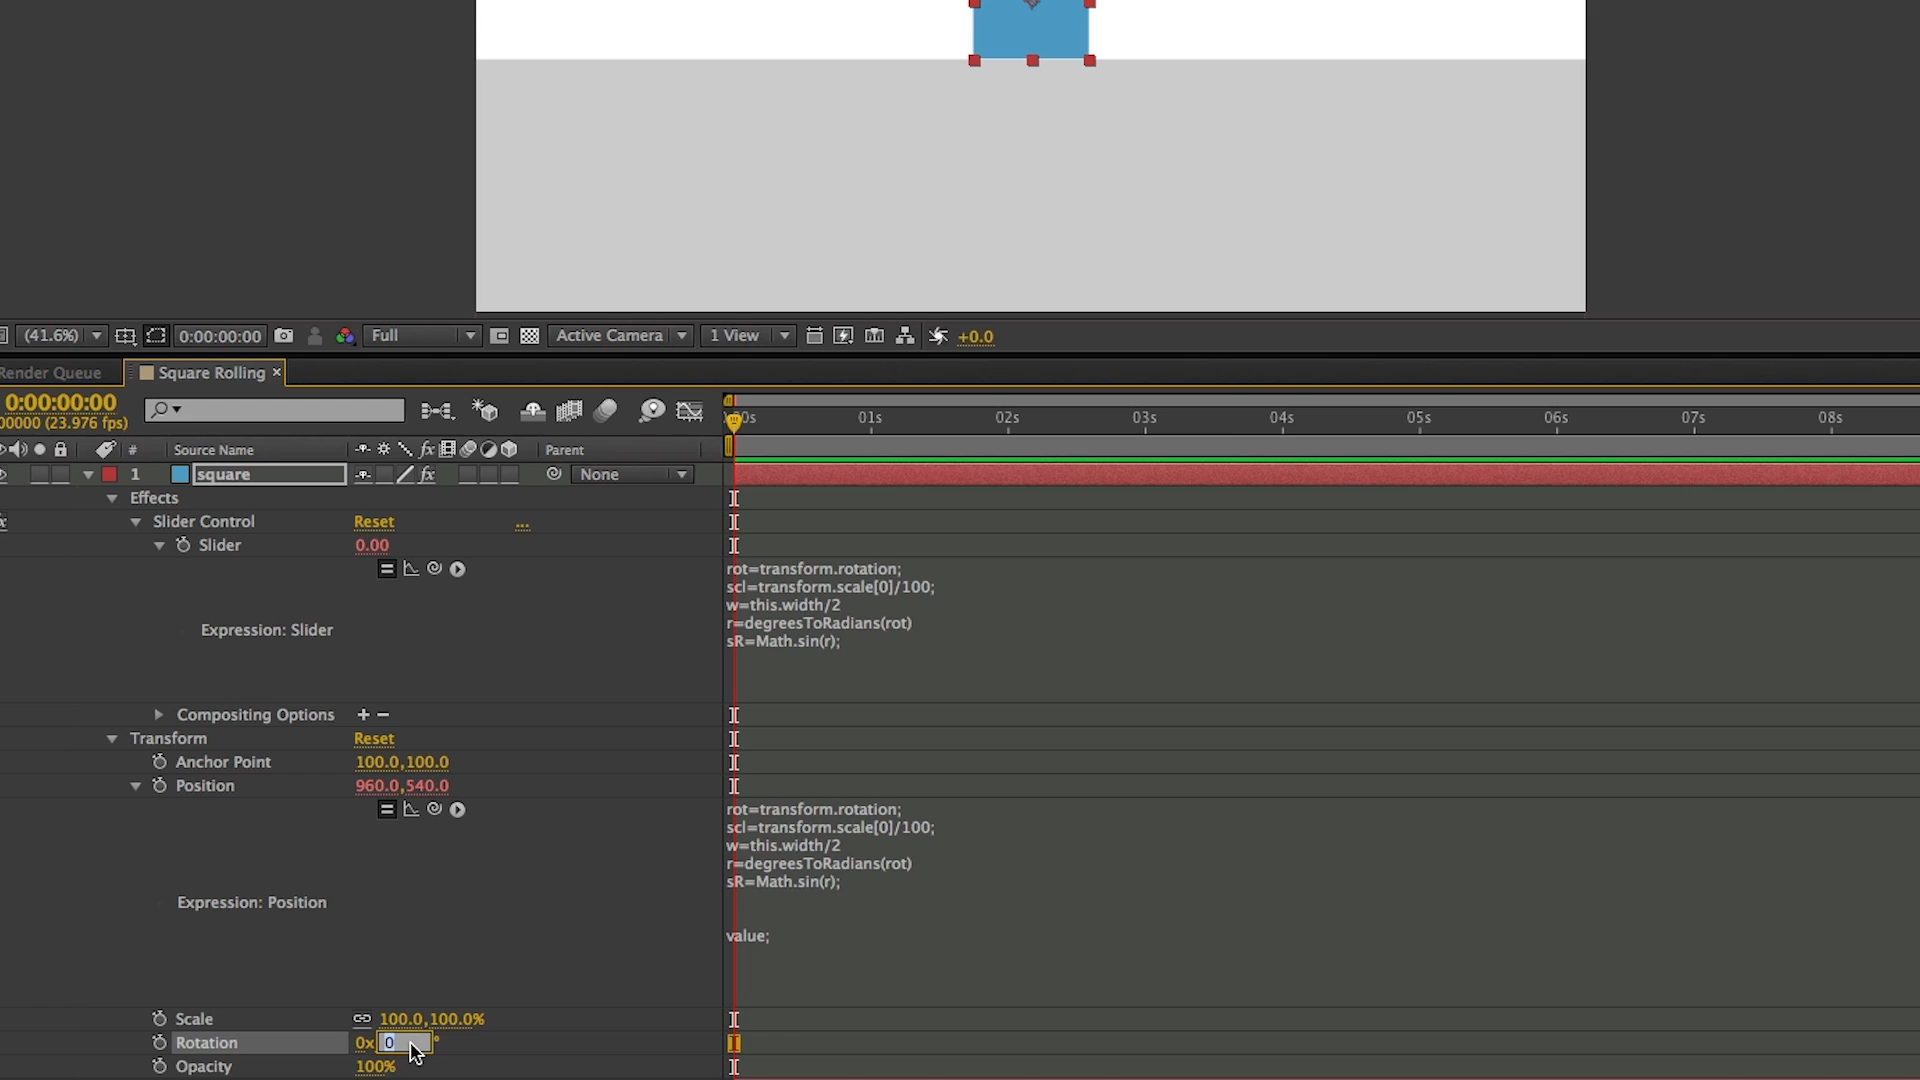 (41.6%) 0:00:00:00 Full Active Camera 1 View +0.0
Render Queue Square Rolling ×
0:00:00:00
00000 (23.976 fps)
:00s 01s 02s 03s 04s 05s 06s 07s 08s
# Source Name fx Parent
1 square fx None
Effects
Slider Control Reset ...
Slider 0.00
rot=transform.rotation;
scl=transform.scale[0]/100;
w=this.width/2
r=degreesToRadians(rot)
sR=Math.sin(r);
Expression: Slider
Compositing Options + −
Transform Reset
Anchor Point 100.0,100.0
Position 960.0,540.0
rot=transform.rotation;
scl=transform.scale[0]/100;
w=this.width/2
r=degreesToRadians(rot)
sR=Math.sin(r);
Expression: Position
value;
Scale 100.0,100.0%
Rotation 0x 0 °
Opacity 100%